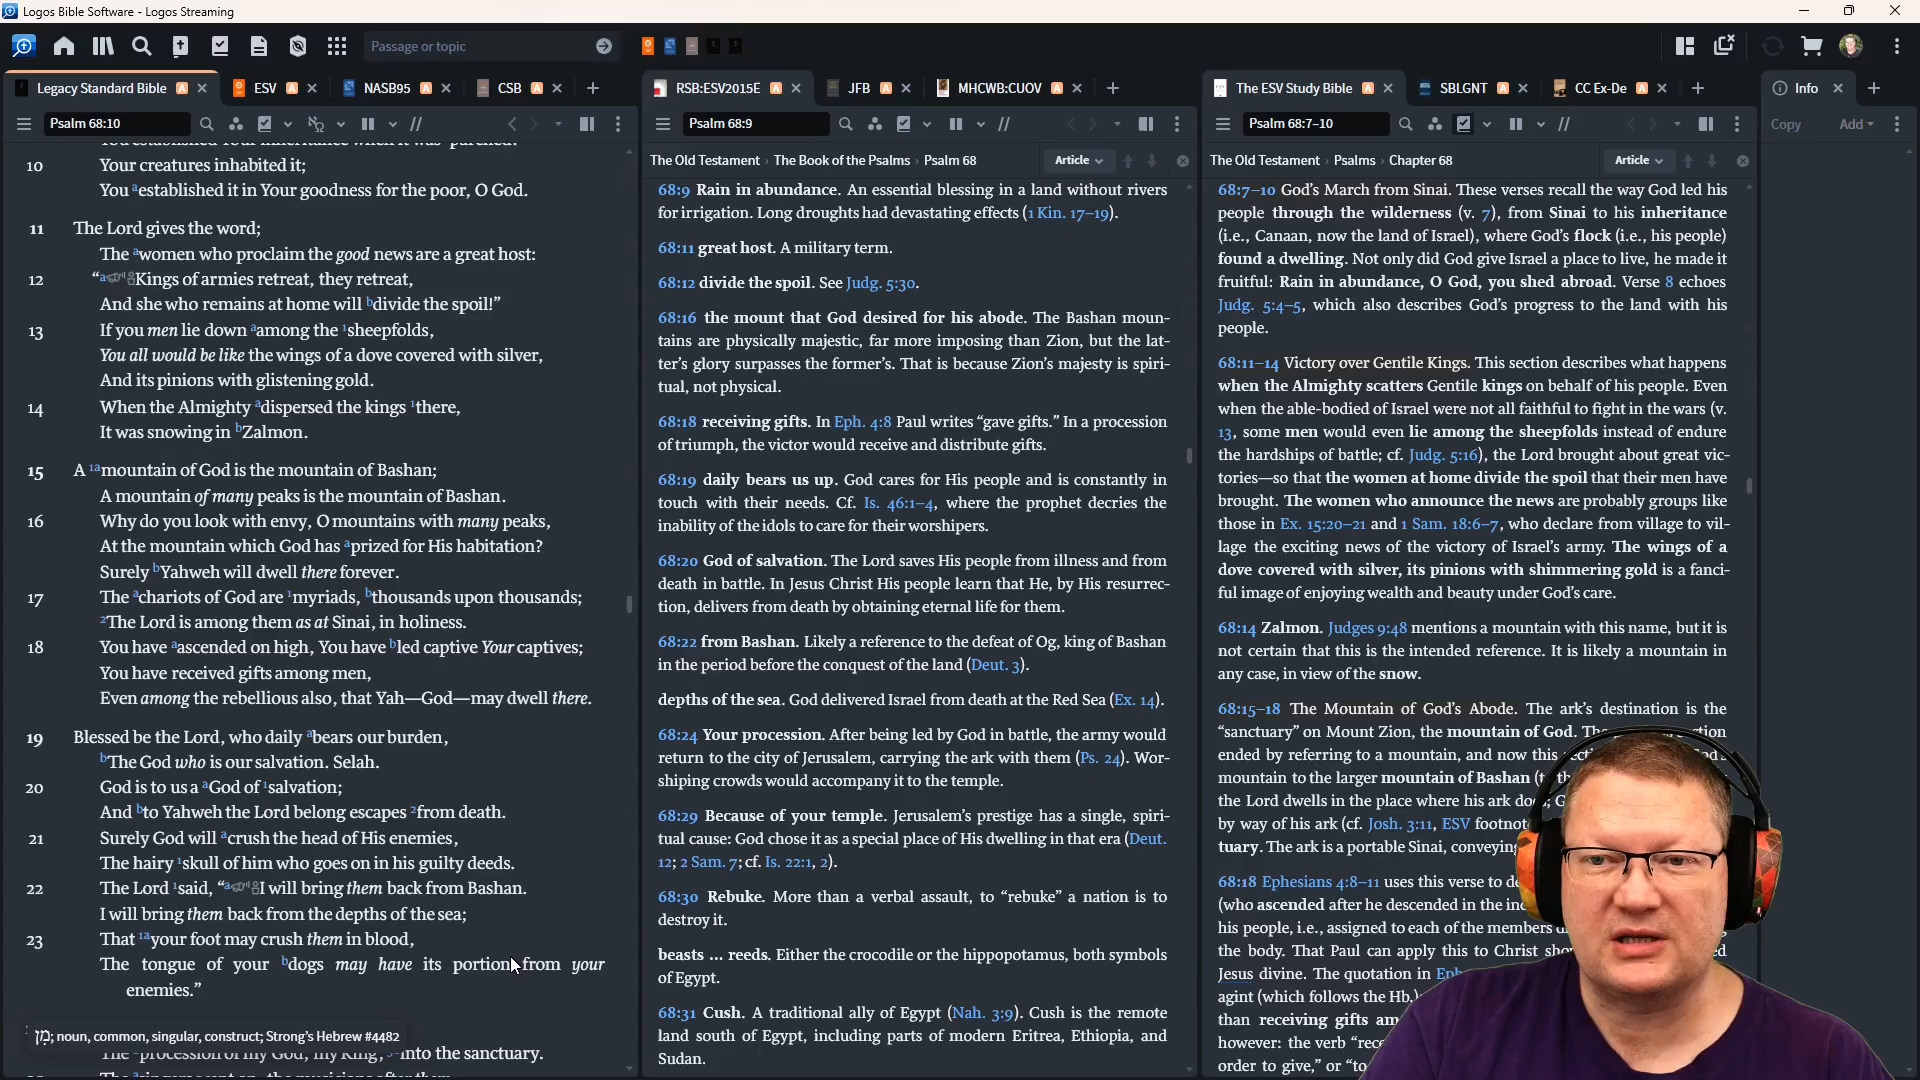 Logos Bible Software - Logos Streaming
Passage or topic
Legacy Standard Bible A
ESV A
NASB95 A
CSB A
RSB:ESV2015E A
JFB A
MHCWB:CUOV A
The ESV Study Bible A
SBLGNT A
CC Ex-De A
Info
Psalm 68:10
Psalm 68:9
Psalm 68:7–10
Copy Add
The Old Testament › The Book of the Psalms › Psalm 68 Article
The Old Testament › Psalms › Chapter 68 Article
10 Your creatures inhabited it;
You ᵃestablished it in Your goodness for the poor, O God.
11 The Lord gives the word;
The ᵃwomen who proclaim the good news are a great host:
12 “ᵃKings of armies retreat, they retreat,
And she who remains at home will ᵇdivide the spoil!”
13 If you men lie down ᵃamong the ¹sheepfolds,
You all would be like the wings of a dove covered with silver,
And its pinions with glistening gold.
14 When the Almighty ᵃdispersed the kings ¹there,
It was snowing in ᵇZalmon.
15 A ¹ᵃmountain of God is the mountain of Bashan;
A mountain of many peaks is the mountain of Bashan.
16 Why do you look with envy, O mountains with many peaks,
At the mountain which God has ᵃprized for His habitation?
Surely ᵇYahweh will dwell there forever.
17 The ᵃchariots of God are ¹myriads, ᵇthousands upon thousands;
²The Lord is among them as at Sinai, in holiness.
18 You have ᵃascended on high, You have ᵇled captive Your captives;
You have received gifts among men,
Even among the rebellious also, that Yah—God—may dwell there.
19 Blessed be the Lord, who daily ᵃbears our burden,
ᵇThe God who is our salvation. Selah.
20 God is to us a ᵃGod of ¹salvation;
And ᵇto Yahweh the Lord belong escapes ²from death.
21 Surely God will ᵃcrush the head of His enemies,
The hairy ¹skull of him who goes on in his guilty deeds.
22 The Lord ¹said, “ᵃI will bring them back from Bashan.
I will bring them back from the depths of the sea;
23 That ¹ᵃyour foot may crush them in blood,
The tongue of your ᵇdogs may have its portion from your
enemies.”
מָן; noun, common, singular, construct; Strong’s Hebrew #4482
into the sanctuary.
68:9 Rain in abundance. An essential blessing in a land without rivers
for irrigation. Long droughts had devastating effects (1 Kin. 17–19).
68:11 great host. A military term.
68:12 divide the spoil. See Judg. 5:30.
68:16 the mount that God desired for his abode. The Bashan moun-
tains are physically majestic, far more imposing than Zion, but the lat-
ter’s glory surpasses the former’s. That is because Zion’s majesty is spiri-
tual, not physical.
68:18 receiving gifts. In Eph. 4:8 Paul writes “gave gifts.” In a procession
of triumph, the victor would receive and distribute gifts.
68:19 daily bears us up. God cares for His people and is constantly in
touch with their needs. Cf. Is. 46:1–4, where the prophet decries the
inability of the idols to care for their worshipers.
68:20 God of salvation. The Lord saves His people from illness and from
death in battle. In Jesus Christ His people learn that He, by His resurrec-
tion, delivers from death by obtaining eternal life for them.
68:22 from Bashan. Likely a reference to the defeat of Og, king of Bashan
in the period before the conquest of the land (Deut. 3).
depths of the sea. God delivered Israel from death at the Red Sea (Ex. 14).
68:24 Your procession. After being led by God in battle, the army would
return to the city of Jerusalem, carrying the ark with them (Ps. 24). Wor-
shiping crowds would accompany it to the temple.
68:29 Because of your temple. Jerusalem’s prestige has a single, spiri-
tual cause: God chose it as a special place of His dwelling in that era (Deut.
12; 2 Sam. 7; cf. Is. 22:1, 2).
68:30 Rebuke. More than a verbal assault, to “rebuke” a nation is to
destroy it.
beasts ... reeds. Either the crocodile or the hippopotamus, both symbols
of Egypt.
68:31 Cush. A traditional ally of Egypt (Nah. 3:9). Cush is the remote
land south of Egypt, including parts of modern Eritrea, Ethiopia, and
Sudan.
68:7–10 God’s March from Sinai. These verses recall the way God led his
people through the wilderness (v. 7), from Sinai to his inheritance
(i.e., Canaan, now the land of Israel), where God’s flock (i.e., his people)
found a dwelling. Not only did God give Israel a place to live, he made it
fruitful: Rain in abundance, O God, you shed abroad. Verse 8 echoes
Judg. 5:4–5, which also describes God’s progress to the land with his
people.
68:11–14 Victory over Gentile Kings. This section describes what happens
when the Almighty scatters Gentile kings on behalf of his people. Even
when the able-bodied of Israel were not all faithful to fight in the wars (v.
13, some men would even lie among the sheepfolds instead of endure
the hardships of battle; cf. Judg. 5:16), the Lord brought about great vic-
tories—so that the women at home divide the spoil that their men have
brought. The women who announce the news are probably groups like
those in Ex. 15:20–21 and 1 Sam. 18:6–7, who declare from village to vil-
lage the exciting news of the victory of Israel’s army. The wings of a
dove covered with silver, its pinions with shimmering gold is a fanci-
ful image of enjoying wealth and beauty under God’s care.
68:14 Zalmon. Judges 9:48 mentions a mountain with this name, but it is
not certain that this is the intended reference. It is likely a mountain in
any case, in view of the snow.
68:15–18 The Mountain of God’s Abode. The ark’s destination is the
“sanctuary” on Mount Zion, the mountain of God. The
ended by referring to a mountain, and now this
mountain to the larger mountain of Bashan
the Lord dwells in the place where his ark
by way of his ark (cf. Josh. 3:11, ESV
tuary. The ark is a portable Sinai, conveying
68:18 Ephesians 4:8–11 uses this verse to
(who ascended after he descended in the
his people, i.e., assigned to each of the members
the body. That Paul can apply this to Christ
Jesus divine. The quotation in
agint (which follows the Hb.
than receiving gifts
however: the verb
order to give,” or “to